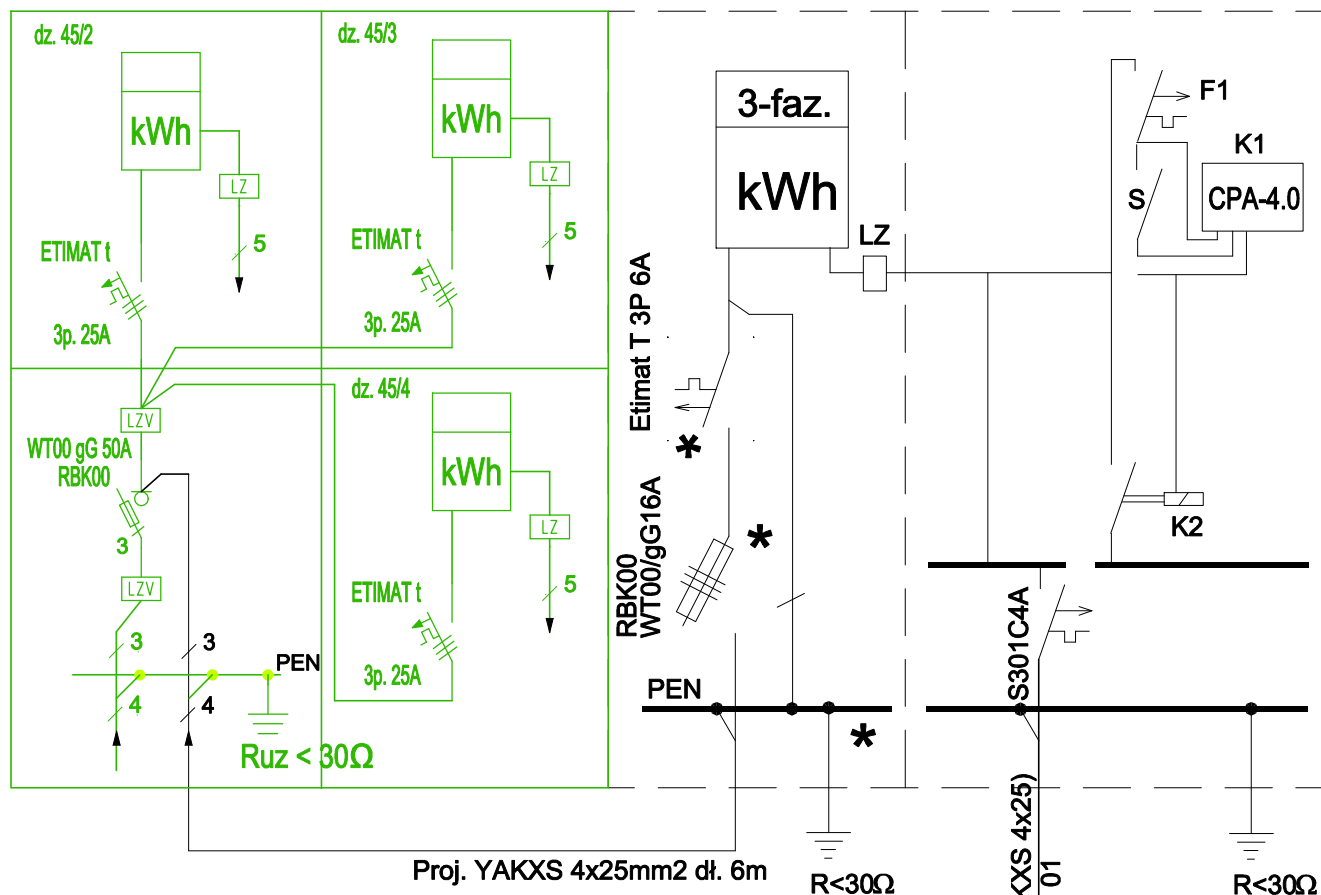 dz. 45/2
kWh
LZ
5
ETIMAT t
3p. 25A
dz. 45/3
kWh
LZ
5
ETIMAT t
3p. 25A
dz. 45/4
kWh
LZ
5
ETIMAT t
3p. 25A
LZV
WT00 gG 50A
RBK00
3
LZV
3
4
3
4
PEN
Ruz < 30Ω
3-faz.
kWh
LZ
Etimat T 3P 6A
*
RBK00
WT00/gG16A
*
PEN
*
R<30Ω
Proj. YAKXS 4x25mm2 dł. 6m
F1
K1
CPA-4.0
S
K2
S301C4A
KXS 4x25)
01
R<30Ω